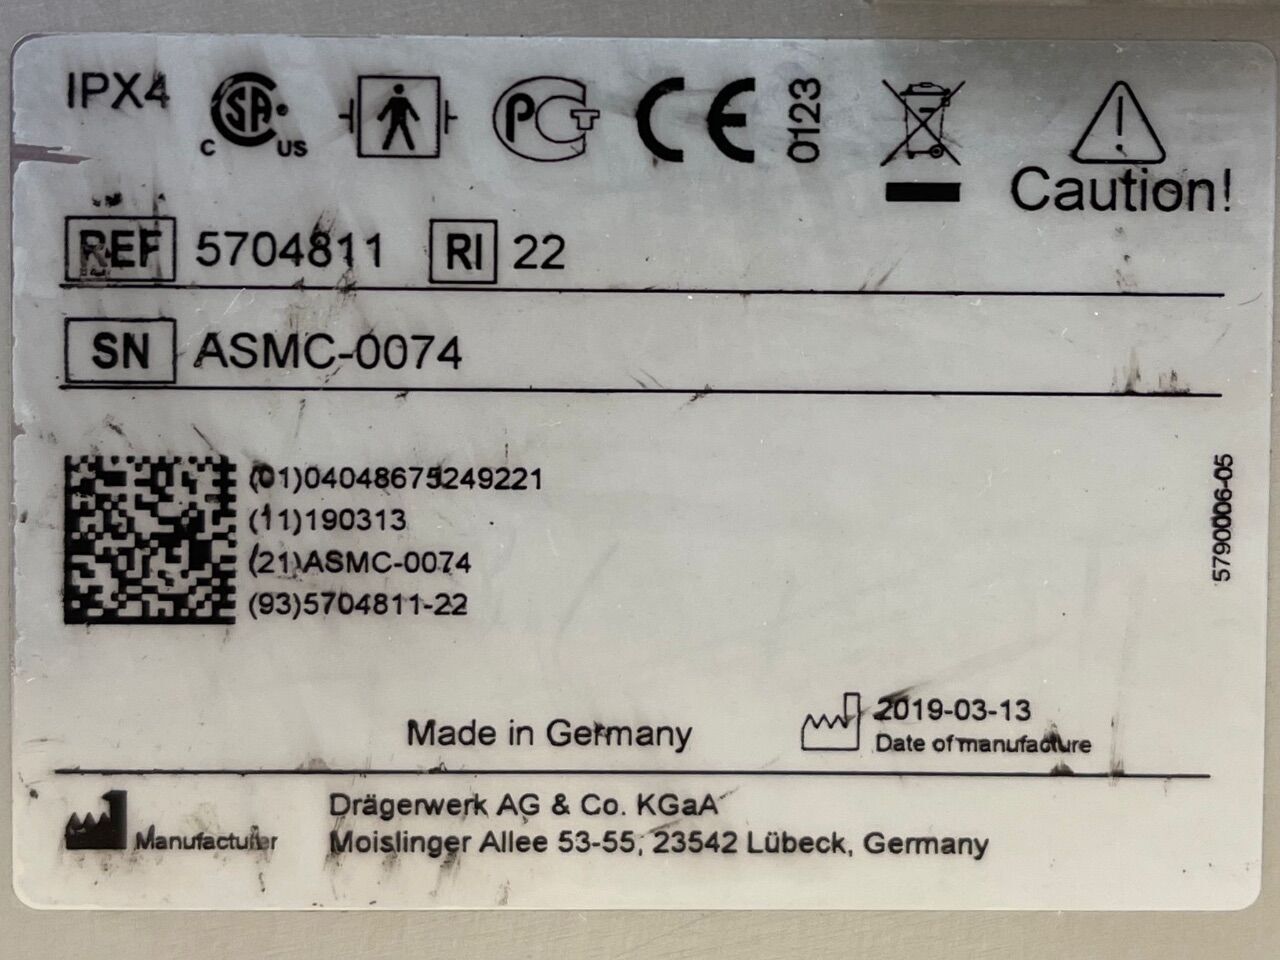 IPX4
C SA US
PCT
CE 0123
Caution!
REF 5704811 RI 22
SN ASMC-0074
(01)04048675249221
(11)190313
(21)ASMC-0074
(93)5704811-22
5790006-05
Made in Germany
2019-03-13
Date of manufacture
Manufacturer
Drägerwerk AG & Co. KGaA
Moislinger Allee 53-55, 23542 Lübeck, Germany